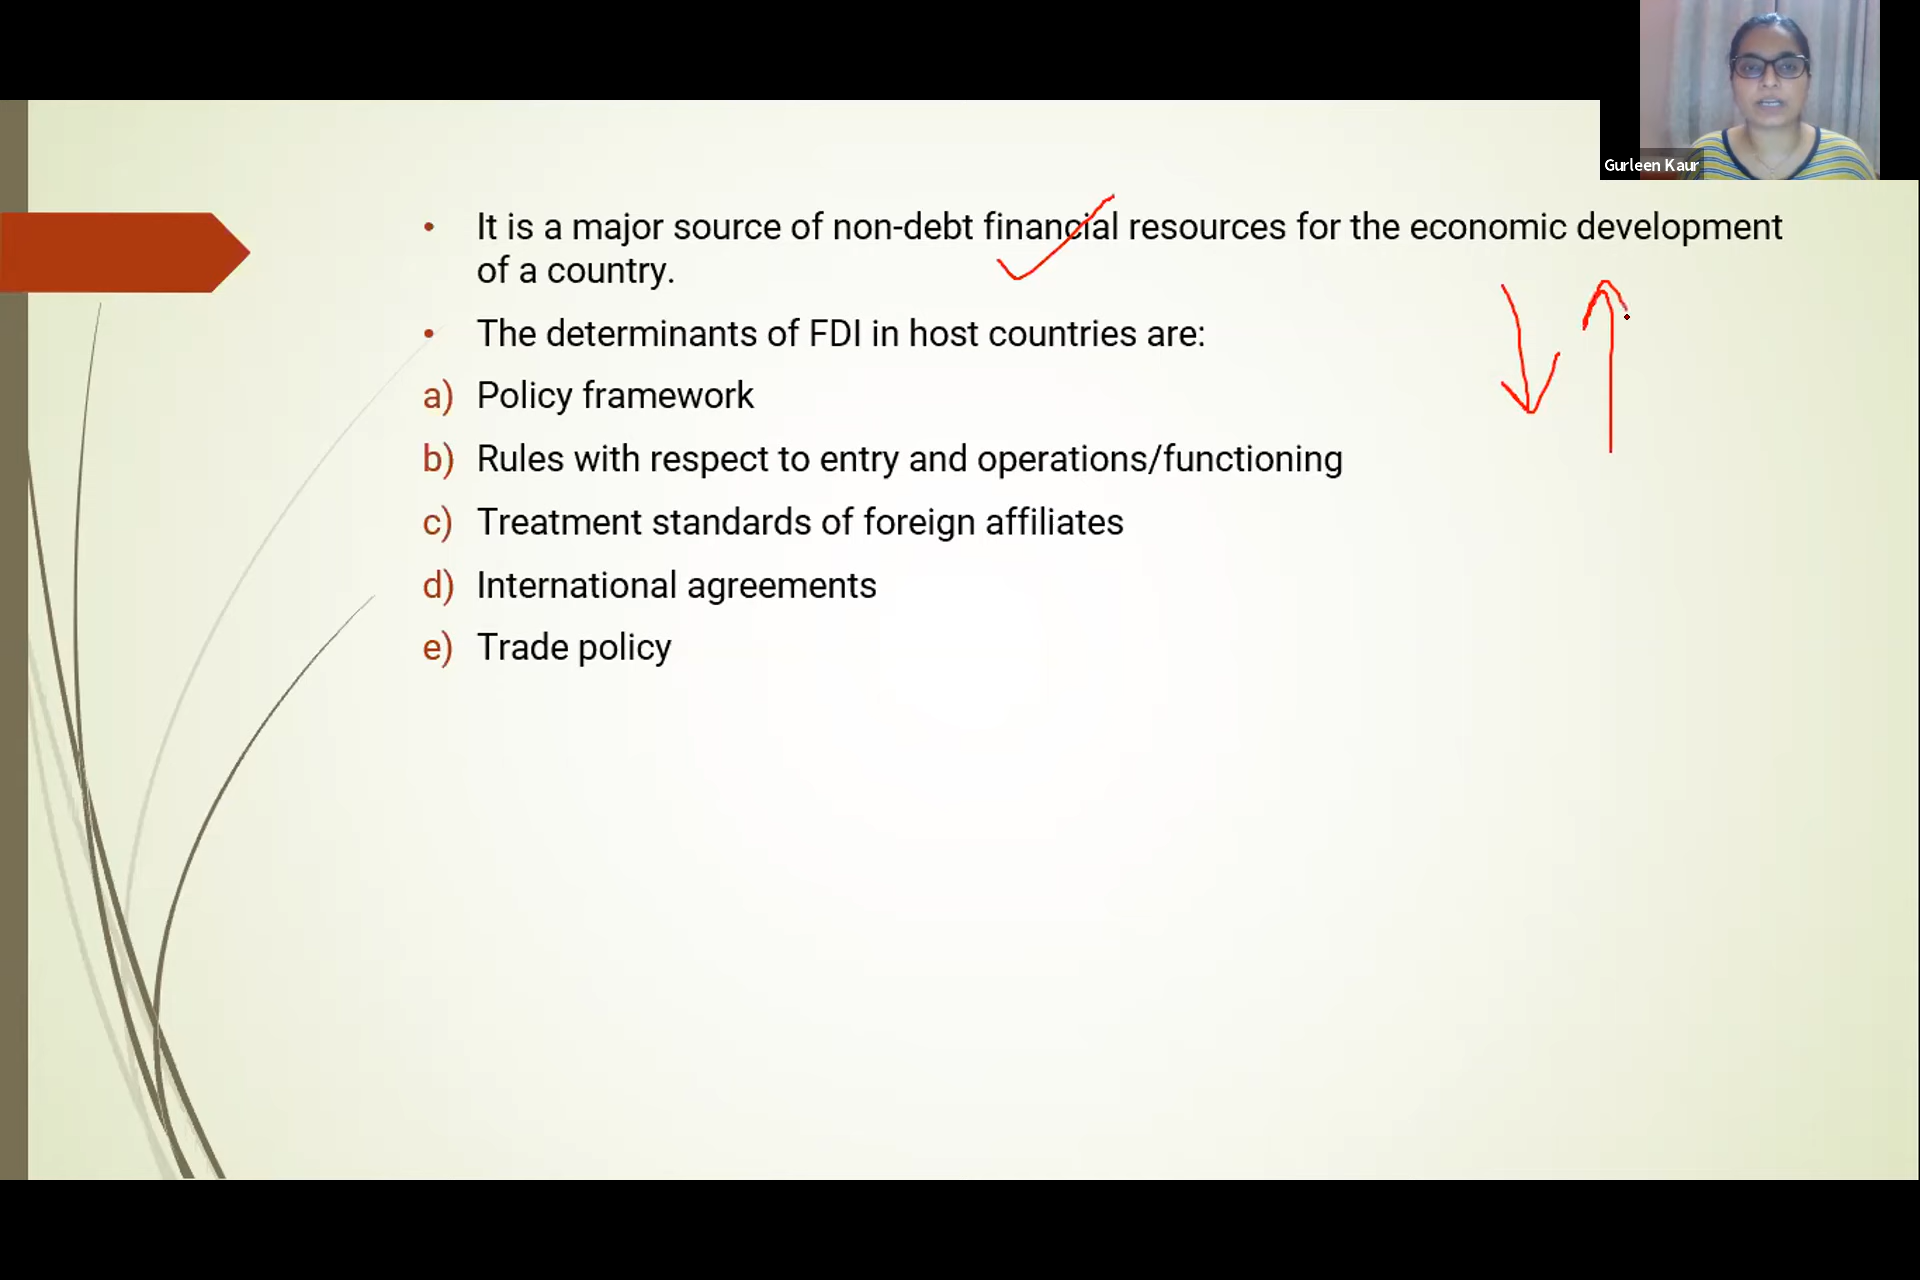 Gurleen Kaur
• It is a major source of non-debt financial resources for the economic development
of a country.
• The determinants of FDI in host countries are:
a) Policy framework
b) Rules with respect to entry and operations/functioning
c) Treatment standards of foreign affiliates
d) International agreements
e) Trade policy